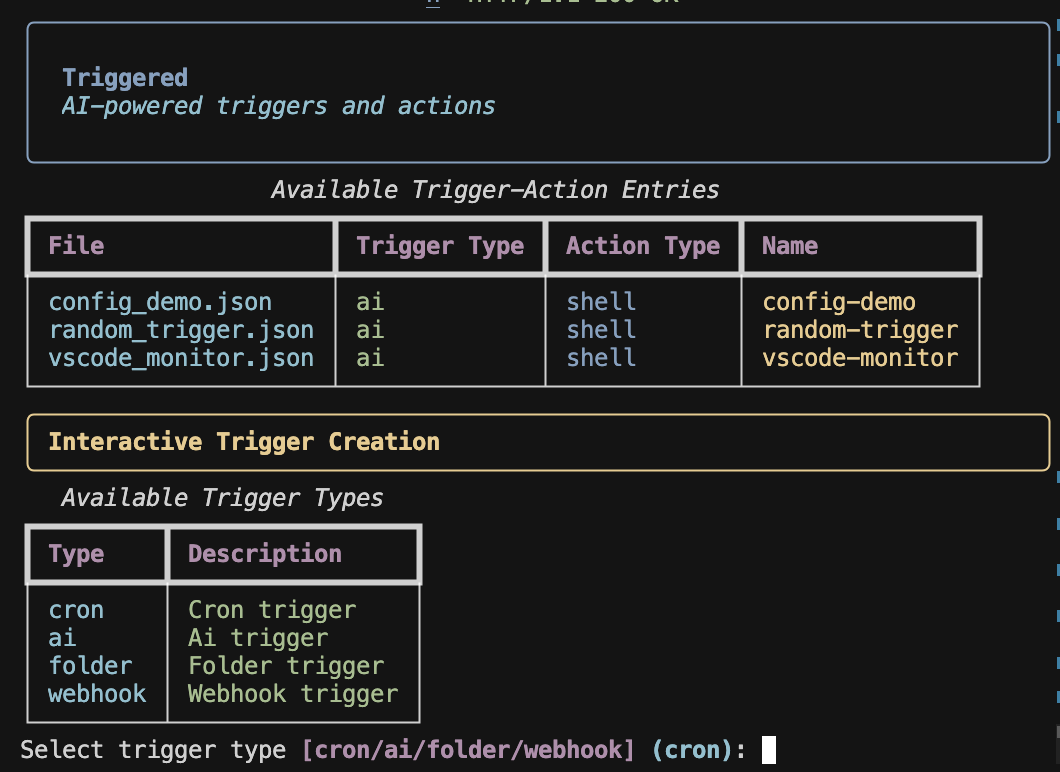 Triggered
AI-powered triggers and actions
Available Trigger-Action Entries
File Trigger Type Action Type Name
config_demo.json ai shell config-demo
random_trigger.json ai shell random-trigger
vscode_monitor.json ai shell vscode-monitor
Interactive Trigger Creation
Available Trigger Types
Type Description
cron Cron trigger
ai Ai trigger
folder Folder trigger
webhook Webhook trigger
Select trigger type [cron/ai/folder/webhook] (cron):